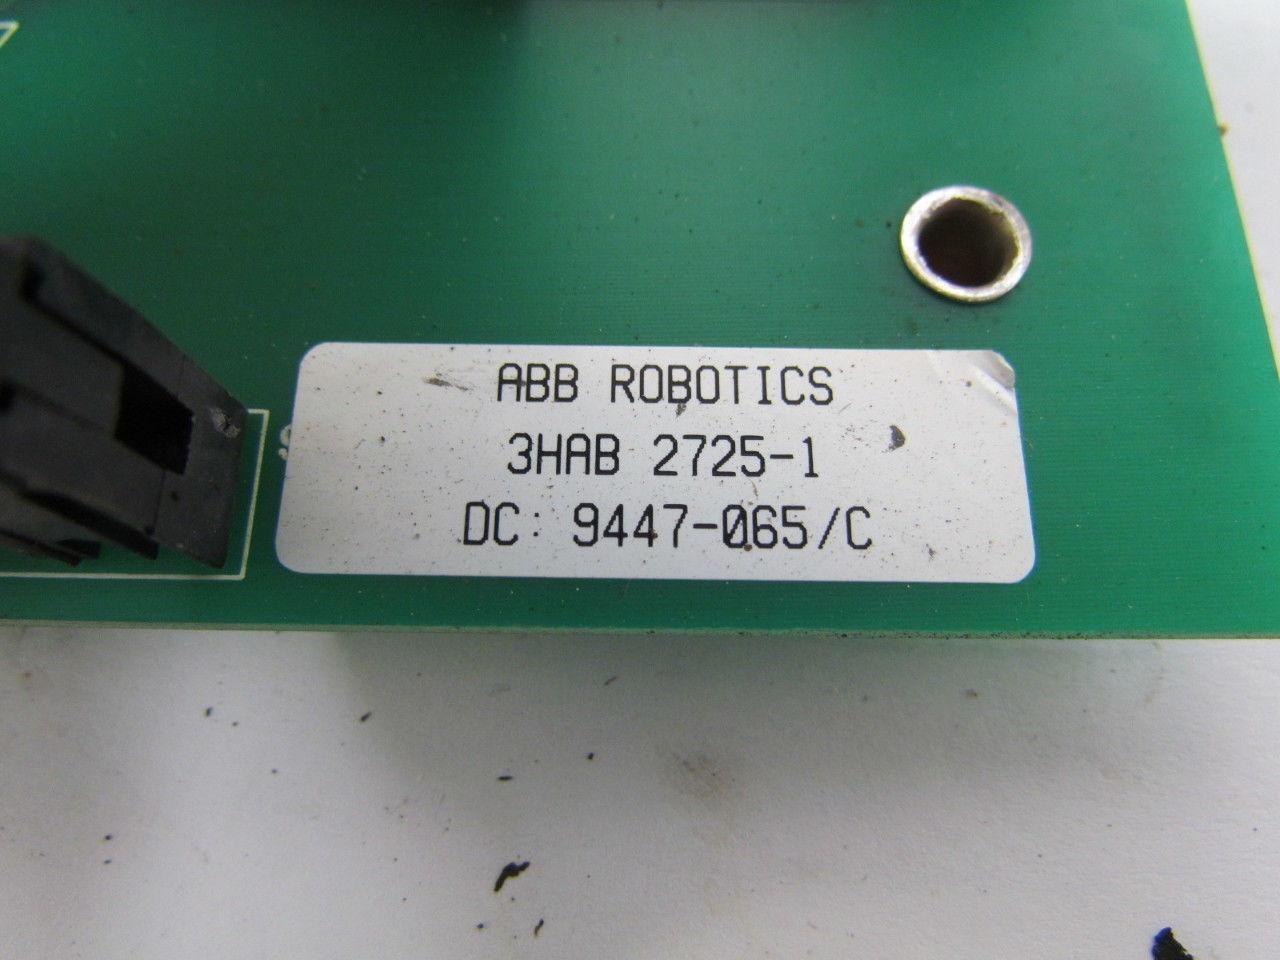 ABB ROBOTICS
3HAB 2725-1
DC: 9447-065/C